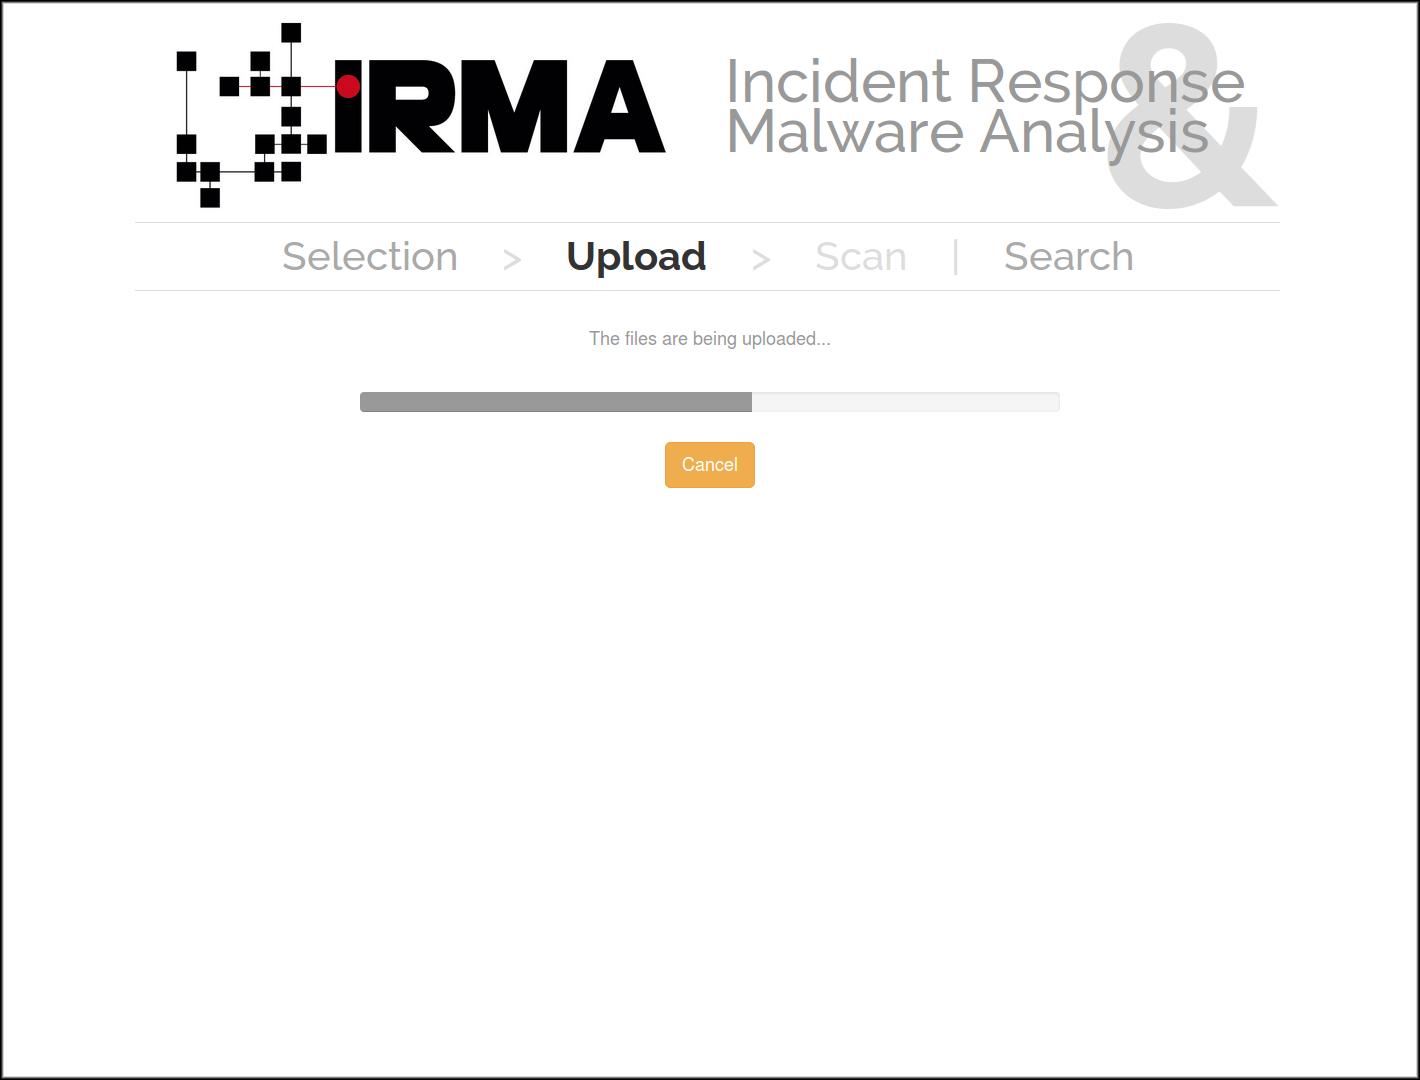 IRMA
Incident Response
&
Malware Analysis
Selection > Upload > Scan | Search
The files are being uploaded...
Cancel